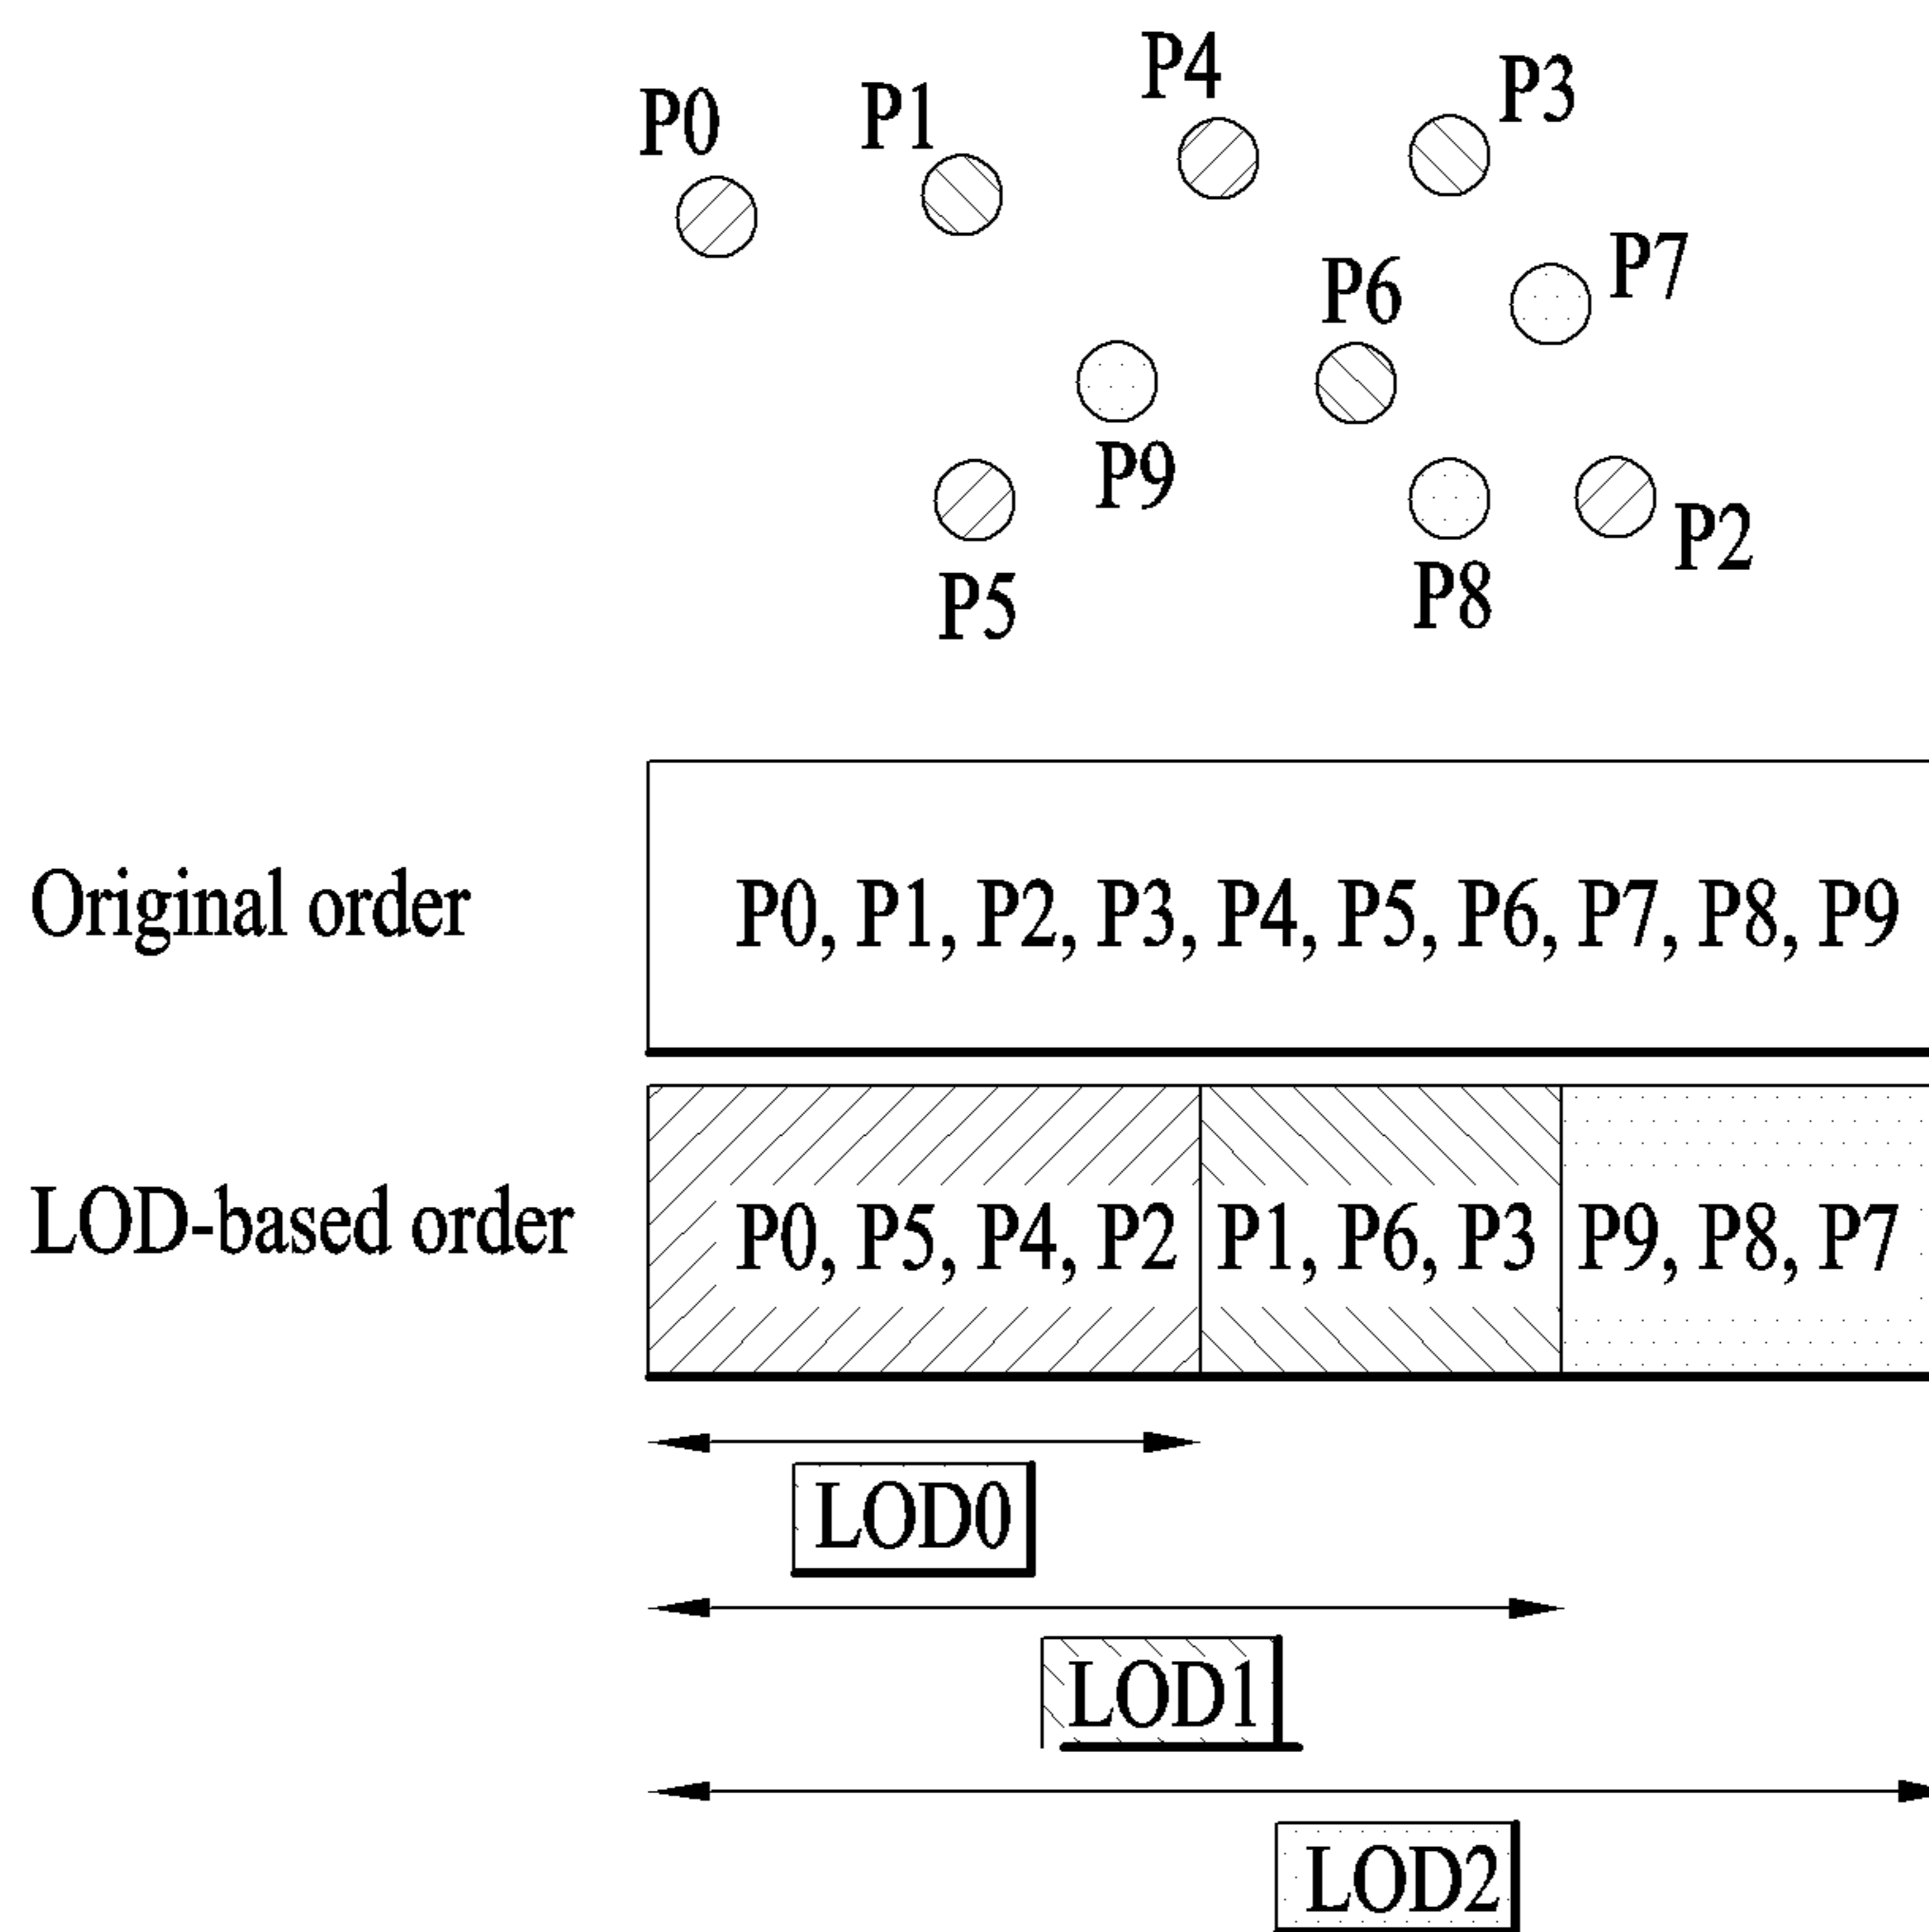 P4
P3
P0
P1
P7
P6
P9
P2
P8
P5
Original order
P0, P1, P2, P3, P4, P5, P6, P7, P8, P9
LOD-based order
P0, P5, P4, P2
P1, P6, P3
P9, P8, P7
LOD0
LOD1
LOD2